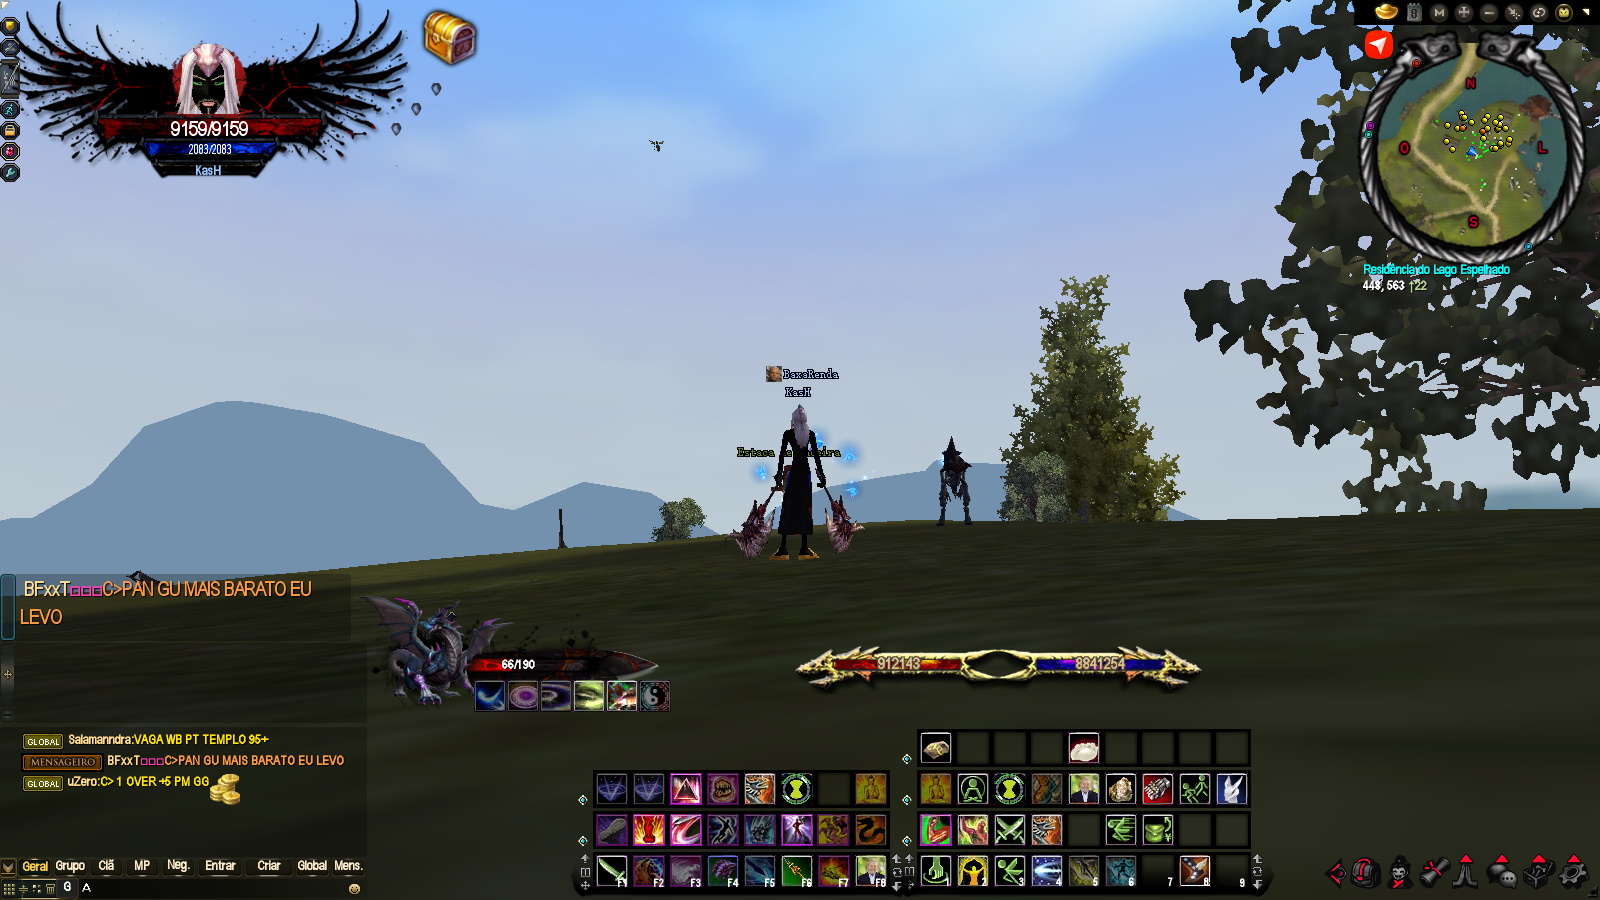 9159/9159
2083/2083
KasH
M
N
O
L
S
Residência do Lago Espelhado
448, 563 ↑22
BoxeRenda
KasH
BFxxT□□□C>PAN GU MAIS BARATO EU
LEVO
66/190
912143
8841254
GLOBAL Salamanndra:VAGA WB PT TEMPLO 95+
MENSAGEIRO BFxxT□□□C>PAN GU MAIS BARATO EU LEVO
GLOBAL uZero:C> 1 OVER +5 PM GG
Geral Grupo Clã MP Neg. Entrar Criar Global Mens.
G A
F1 F2 F3 F4 F5 F6 F7 F8
1 2 3 4 5 6 7 8 9